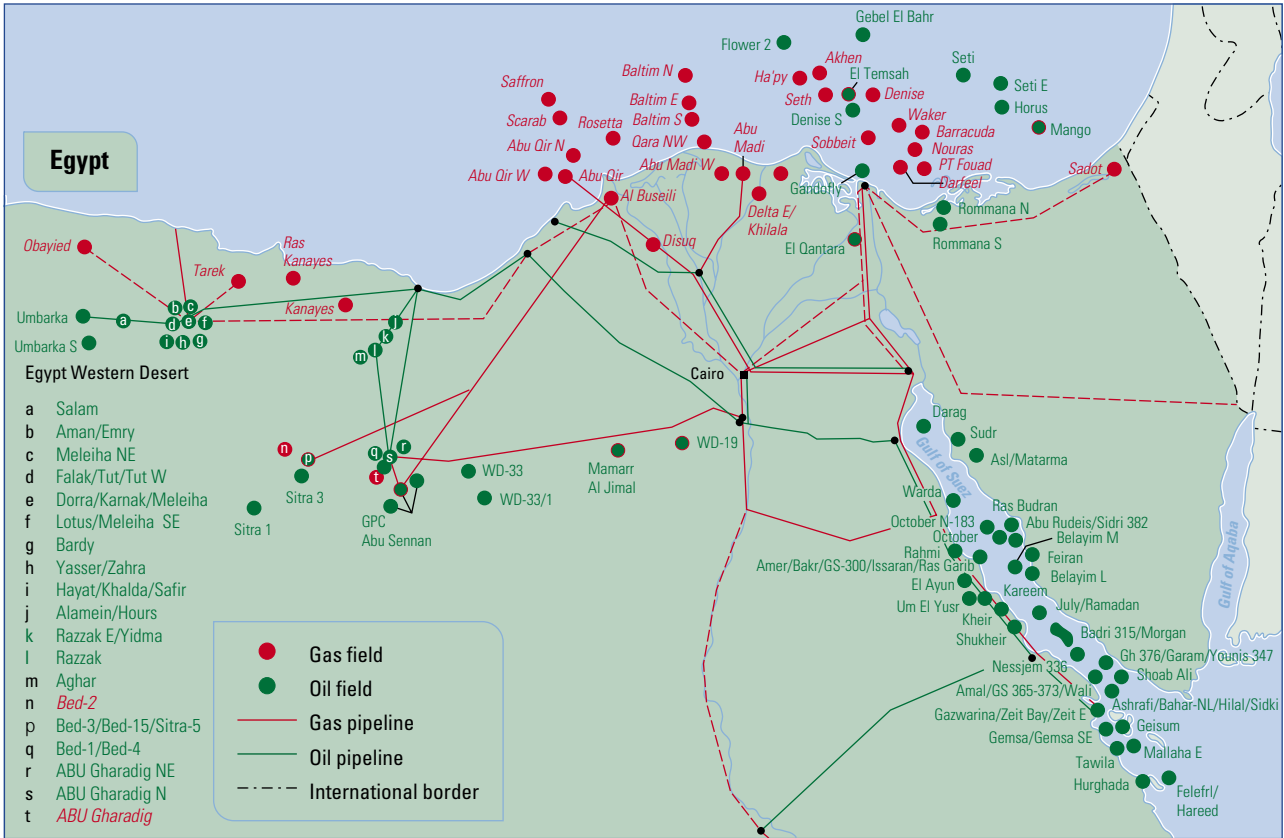 Gebel El Bahr
Flower 2
Akhen
Ha'py
El Temsah
Seth
Denise
Denise S
Seti
Seti E
Horus
Mango
Baltim N
Baltim E
Baltim S
Saffron
Scarab
Rosetta
Qara NW
Abu
Madi
Sobbeit
Waker
Barracuda
Nouras
PT Fouad
Darfeel
Sadot
Egypt
Abu Qir N
Abu Qir W
Abu Qir
Abu Madi W
Al Buseili
Gandofly
Delta E/
Khilala
Rommana N
Rommana S
Disuq
El Qantara
Obayied
Tarek
Ras
Kanayes
Kanayes
Umbarka
a
b
c
d
e
f
i
h
g
Umbarka S
j
k
l
m
Cairo
Egypt Western Desert
a Salam
b Aman/Emry
c Meleiha NE
d Falak/Tut/Tut W
e Dorra/Karnak/Meleiha
f Lotus/Meleiha SE
g Bardy
h Yasser/Zahra
i Hayat/Khalda/Safir
j Alamein/Hours
k Razzak E/Yidma
l Razzak
m Aghar
n Bed-2
p Bed-3/Bed-15/Sitra-5
q Bed-1/Bed-4
r ABU Gharadig NE
s ABU Gharadig N
t ABU Gharadig
n
p
q
r
s
t
Sitra 3
Sitra 1
GPC
Abu Sennan
WD-33
WD-33/1
Mamarr
Al Jimal
WD-19
Gas field
Oil field
Gas pipeline
Oil pipeline
International border
Darag
Sudr
Asl/Matarma
Gulf of Suez
Gulf of Aqaba
Warda
Ras Budran
October N-183
Abu Rudeis/Sidri 382
October
Belayim M
Rahmi
Feiran
Amer/Bakr/GS-300/Issaran/Ras Garib
Belayim L
El Ayun
Kareem
Um El Yusr
July/Ramadan
Kheir
Shukheir
Badri 315/Morgan
Nessjem 336
Gh 376/Garam/Younis 347
Shoab Ali
Amal/GS 365-373/Wali
Ashrafi/Bahar-NL/Hilal/Sidki
Gazwarina/Zeit Bay/Zeit E
Geisum
Gemsa/Gemsa SE
Mallaha E
Tawila
Hurghada
Felefrl/
Hareed